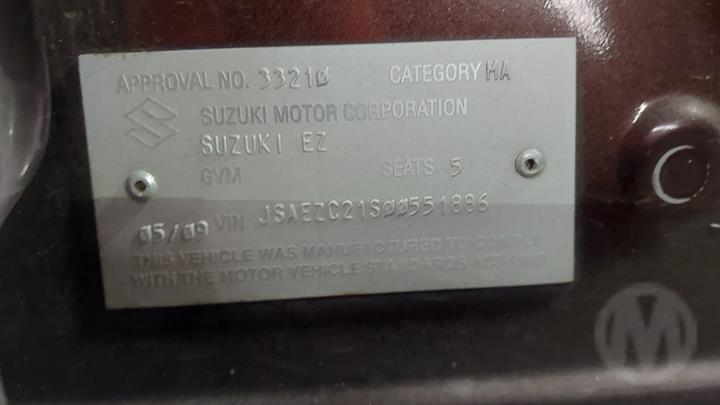 APPROVAL NO. 33210 CATEGORY MA
SUZUKI MOTOR CORPORATION
SUZUKI EZ
GVM SEATS 5
05/09 VIN JSAEZC21S00551886
THIS VEHICLE WAS MANUFACTURED TO COMPLY
WITH THE MOTOR VEHICLE STANDARDS ACT 1989
M